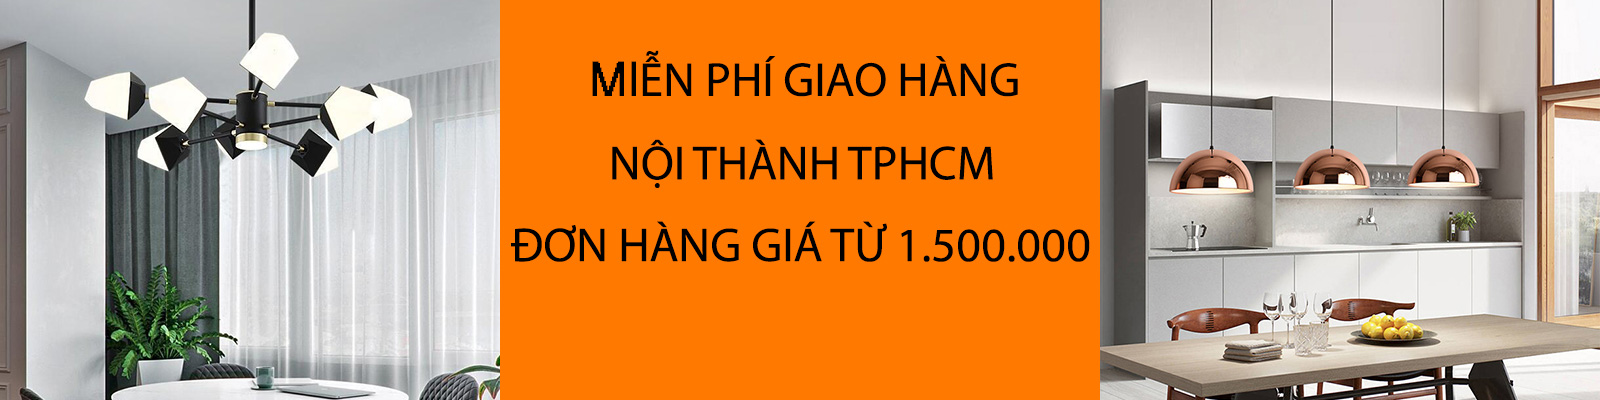 MIỄN PHÍ GIAO HÀNG
NỘI THÀNH TPHCM
ĐƠN HÀNG GIÁ TỪ 1.500.000